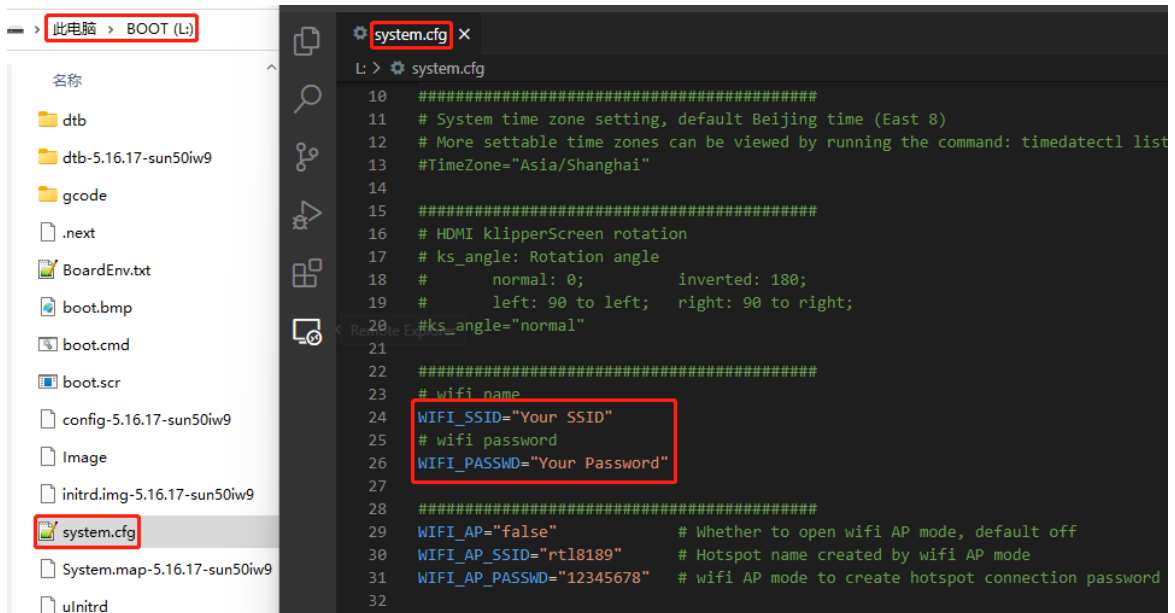 此电脑 > BOOT (L:)
名称
dtb
dtb-5.16.17-sun50iw9
gcode
.next
BoardEnv.txt
boot.bmp
boot.cmd
boot.scr
config-5.16.17-sun50iw9
Image
initrd.img-5.16.17-sun50iw9
system.cfg
System.map-5.16.17-sun50iw9
uInitrd
system.cfg
L: > system.cfg
10 ###########################################
11 # System time zone setting, default Beijing time (East 8)
12 # More settable time zones can be viewed by running the command: timedatectl list
13 #TimeZone="Asia/Shanghai"
14
15 ###########################################
16 # HDMI klipperScreen rotation
17 # ks_angle: Rotation angle
18 # normal: 0; inverted: 180;
19 # left: 90 to left; right: 90 to right;
20 #ks_angle="normal"
Remote Explorer
21
22 ###########################################
23 # wifi name
24 WIFI_SSID="Your SSID"
25 # wifi password
26 WIFI_PASSWD="Your Password"
27
28 ###########################################
29 WIFI_AP="false" # Whether to open wifi AP mode, default off
30 WIFI_AP_SSID="rtl8189" # Hotspot name created by wifi AP mode
31 WIFI_AP_PASSWD="12345678" # wifi AP mode to create hotspot connection password
32